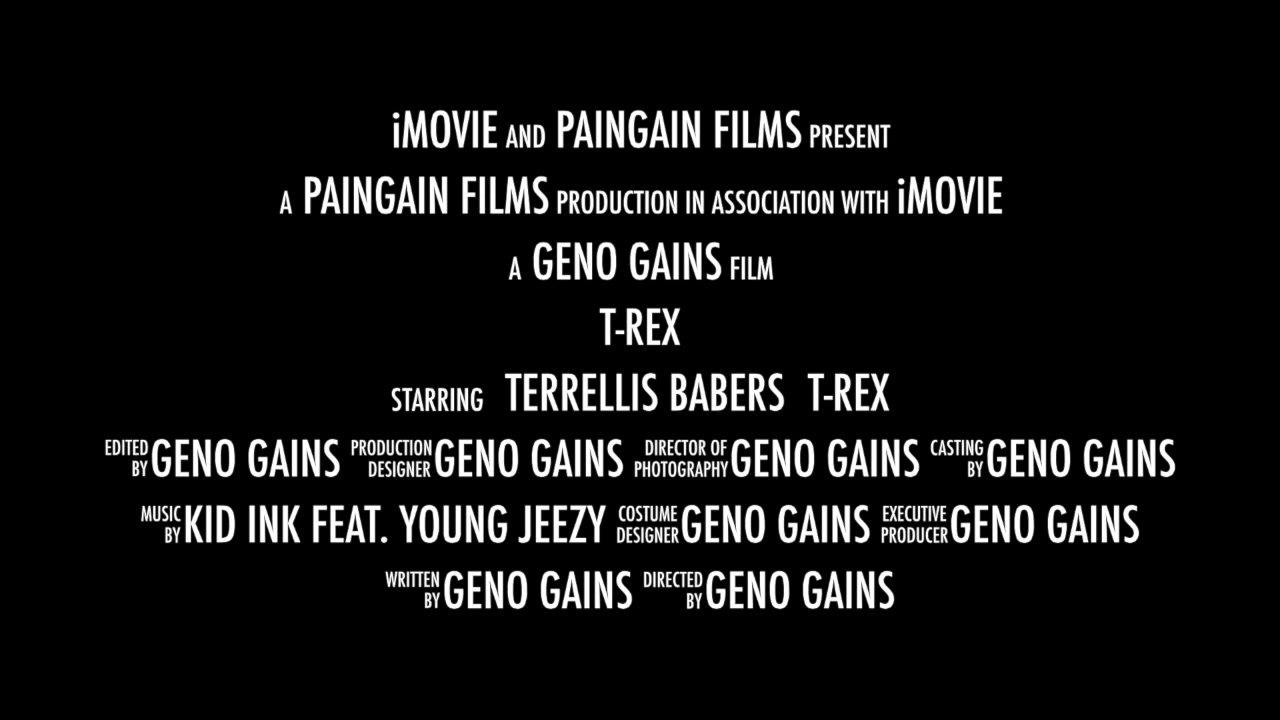 iMOVIE AND PAINGAIN FILMS PRESENT
A PAINGAIN FILMS PRODUCTION IN ASSOCIATION WITH iMOVIE
A GENO GAINS FILM
T-REX
STARRING TERRELLIS BABERS T-REX
EDITED BY GENO GAINS PRODUCTION DESIGNER GENO GAINS DIRECTOR OF PHOTOGRAPHY GENO GAINS CASTING BY GENO GAINS
MUSIC BY KID INK FEAT. YOUNG JEEZY COSTUME DESIGNER GENO GAINS EXECUTIVE PRODUCER GENO GAINS
WRITTEN BY GENO GAINS DIRECTED BY GENO GAINS